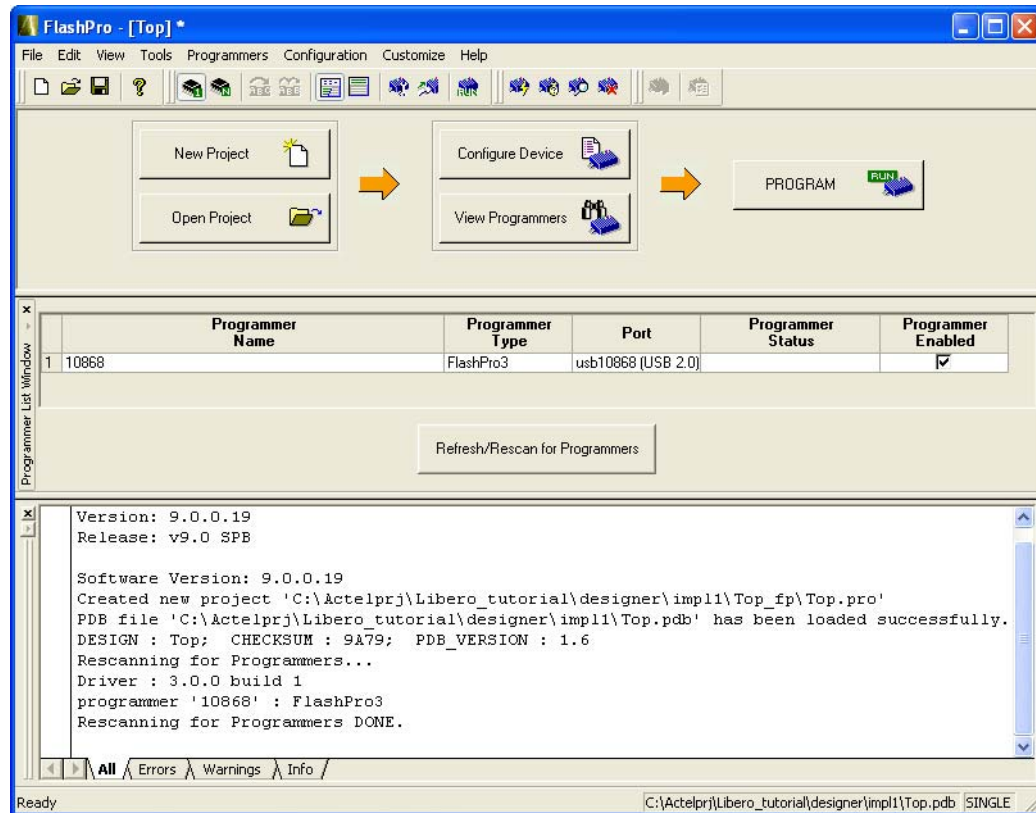 FlashPro - [Top] *
File Edit View Tools Programmers Configuration Customize Help
New Project
Open Project
Configure Device
View Programmers
PROGRAM
RUN
Programmer List Window
Programmer Name Programmer Type Port Programmer Status Programmer Enabled
1 10868 FlashPro3 usb10868 (USB 2.0)
Refresh/Rescan for Programmers
Version: 9.0.0.19
Release: v9.0 SPB
Software Version: 9.0.0.19
Created new project 'C:\Actelprj\Libero_tutorial\designer\impl1\Top_fp\Top.pro'
PDB file 'C:\Actelprj\Libero_tutorial\designer\impl1\Top.pdb' has been loaded successfully.
DESIGN : Top; CHECKSUM : 9A79; PDB_VERSION : 1.6
Rescanning for Programmers...
Driver : 3.0.0 build 1
programmer '10868' : FlashPro3
Rescanning for Programmers DONE.
All Errors Warnings Info
Ready C:\Actelprj\Libero_tutorial\designer\impl1\Top.pdb SINGLE